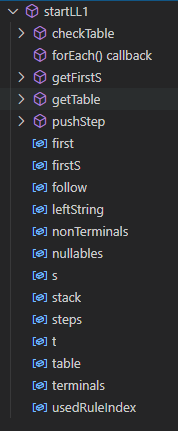 startLL1
checkTable
forEach() callback
getFirstS
getTable
pushStep
first
firstS
follow
leftString
nonTerminals
nullables
s
stack
steps
t
table
terminals
usedRuleIndex